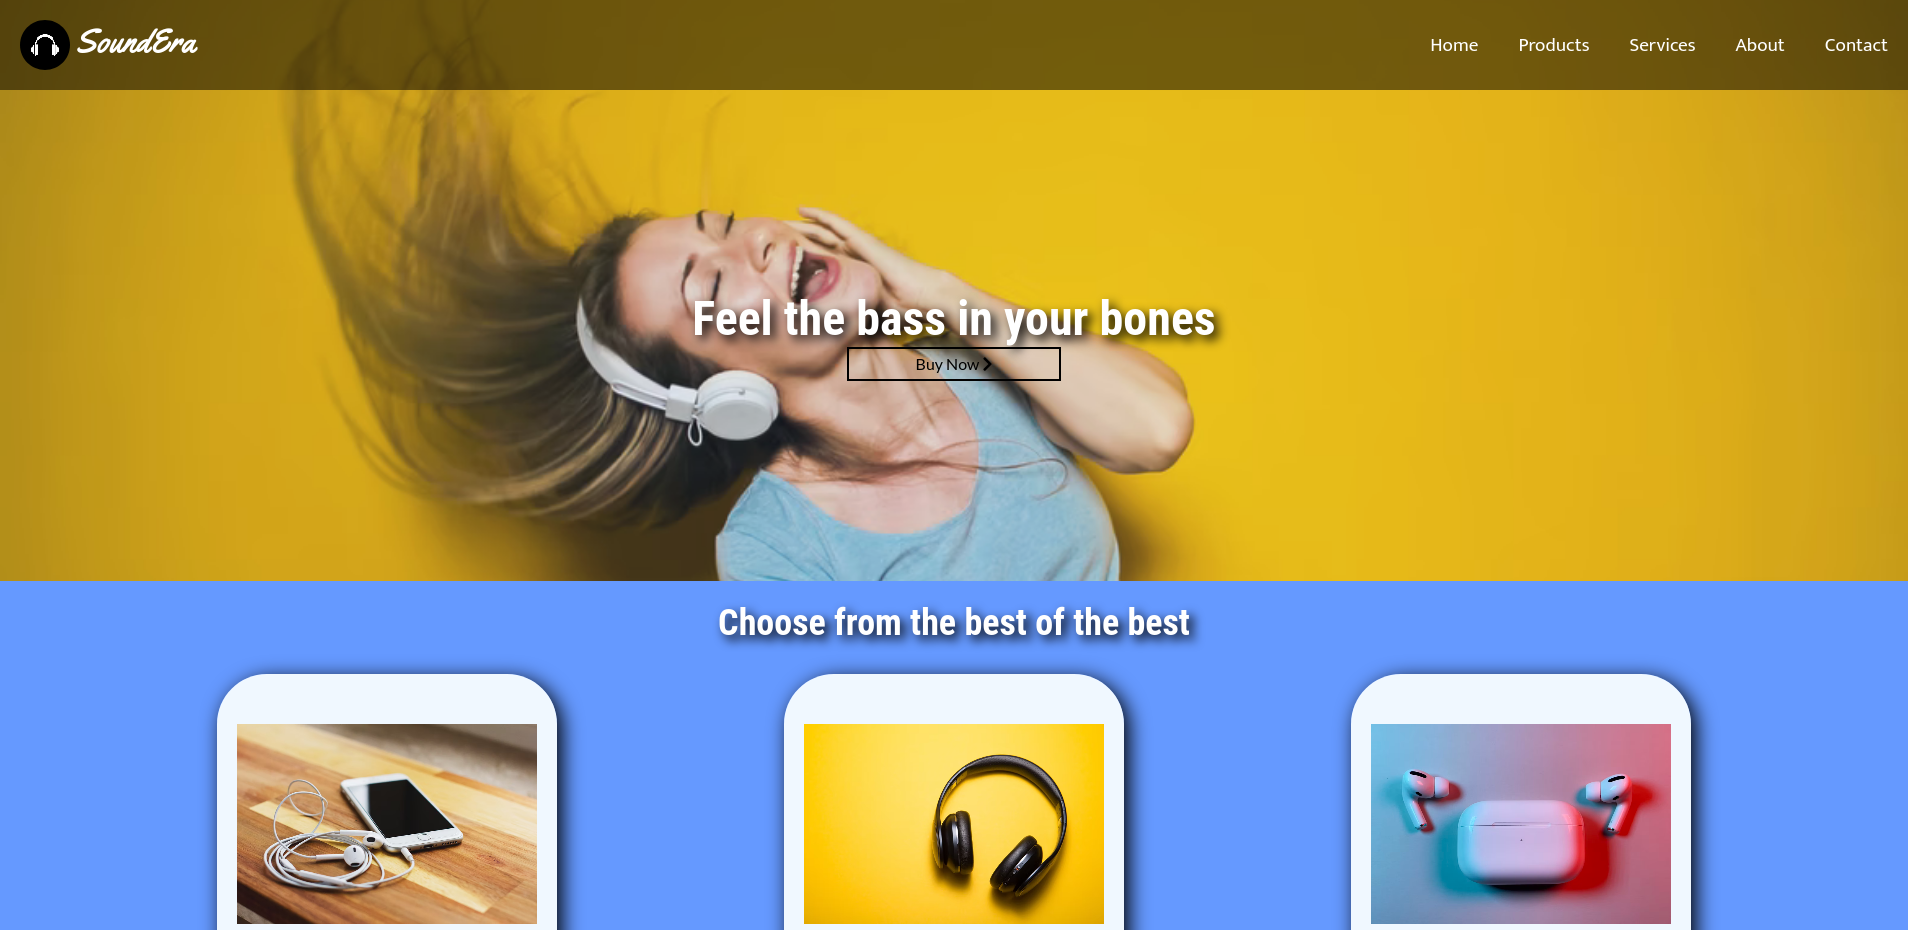 SoundEra
Home Products Services About Contact
Feel the bass in your bones
Buy Now
Choose from the best of the best